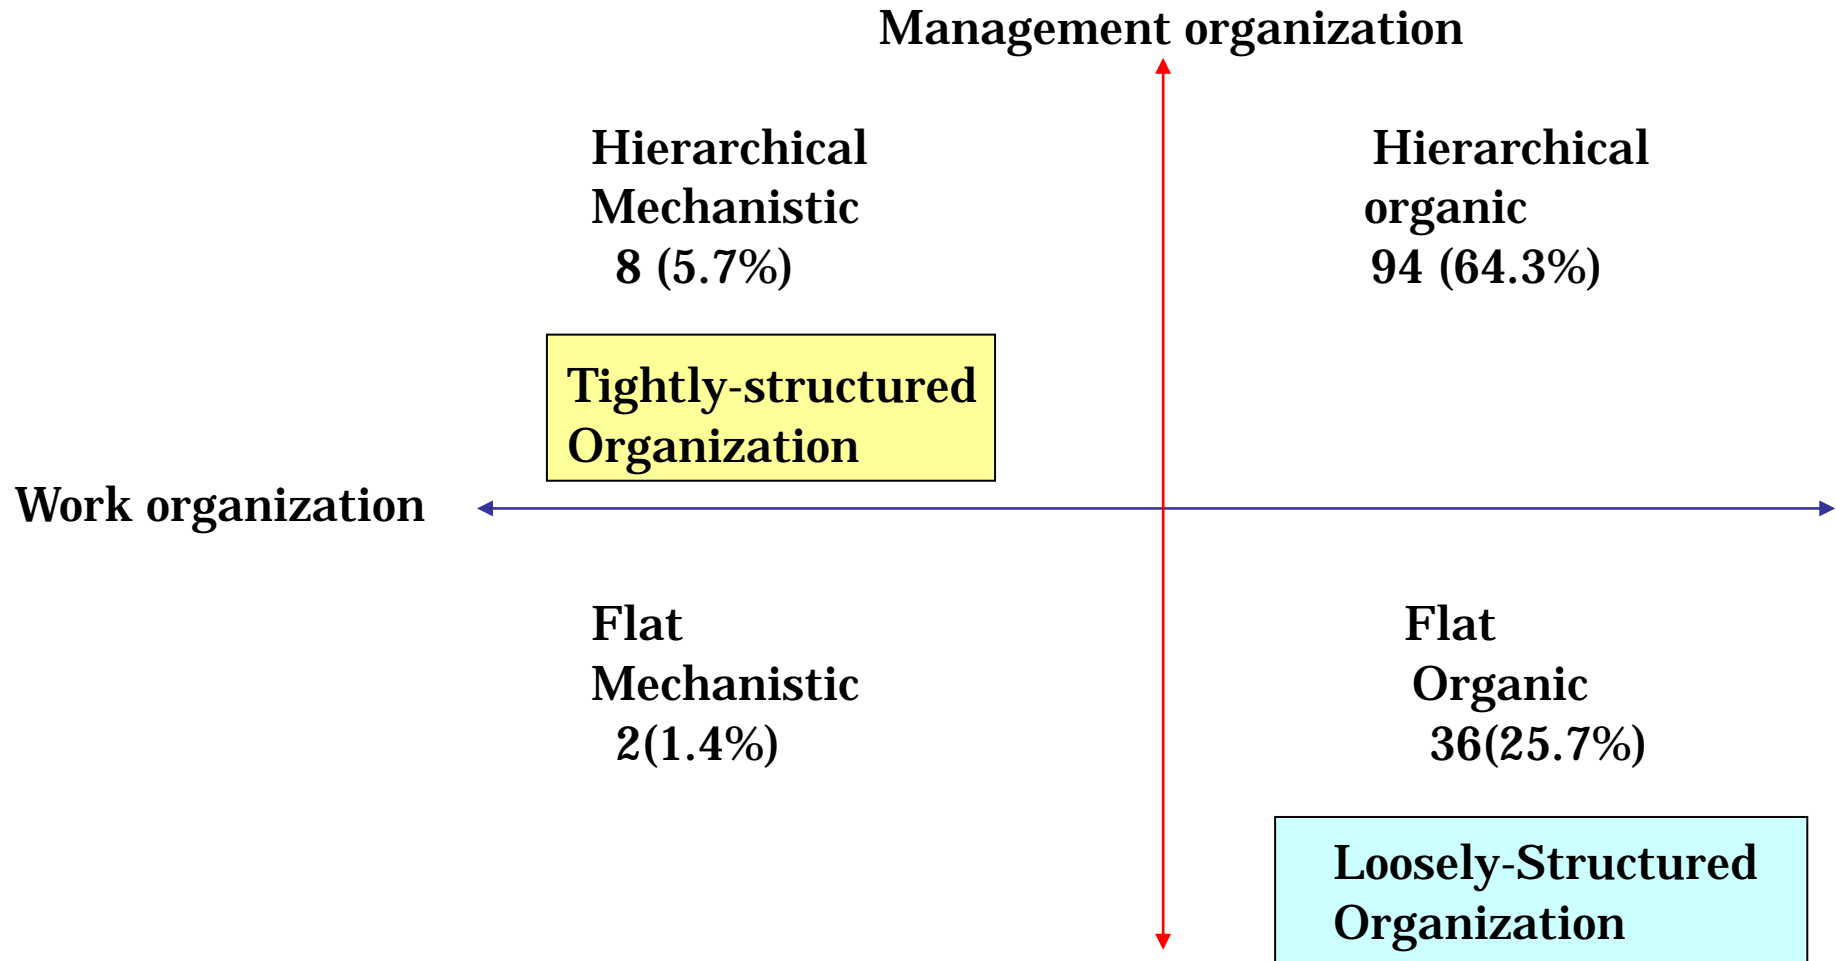 Management organization
Hierarchical
Mechanistic
8 (5.7%)
Hierarchical
organic
94 (64.3%)
Tightly-structured
Organization
Work organization
Flat
Mechanistic
2(1.4%)
Flat
Organic
36(25.7%)
Loosely-Structured
Organization